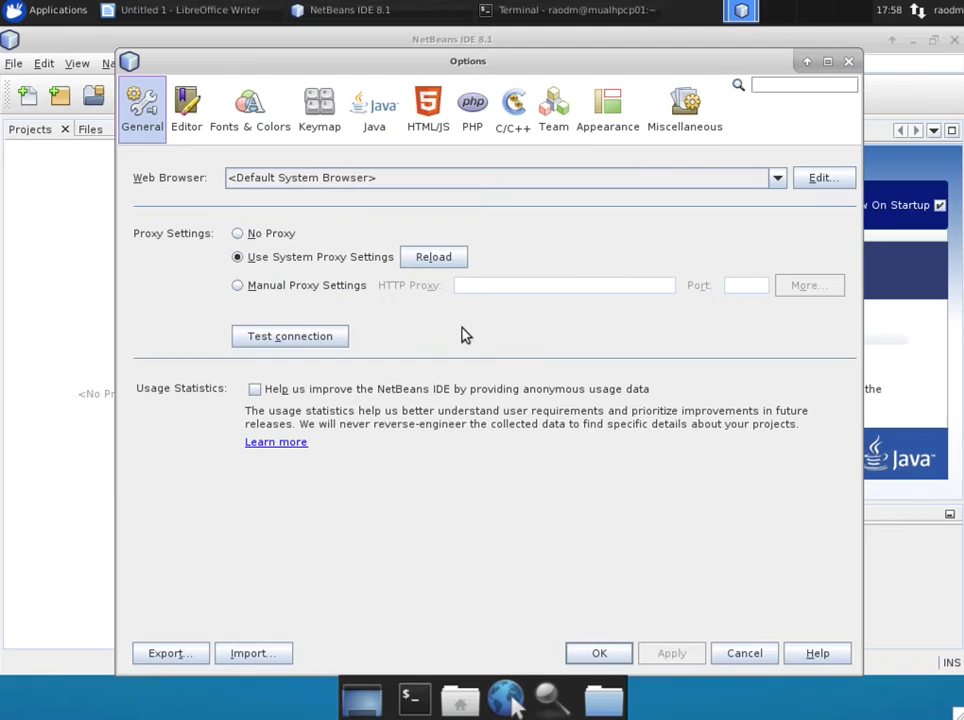 Applications Untitled 1 - LibreOffice Writer NetBeans IDE 8.1 Terminal - raodm@mualhpcp01:~ 17:58 raodm
NetBeans IDE 8.1
File Edit View
Options
General Editor Fonts & Colors Keymap Java HTML/JS PHP C/C++ Team Appearance Miscellaneous
Projects Files
Web Browser: <Default System Browser> Edit...
On Startup
Proxy Settings: No Proxy
Use System Proxy Settings Reload
Manual Proxy Settings HTTP Proxy: Port: More...
Test connection
Usage Statistics: Help us improve the NetBeans IDE by providing anonymous usage data
the
<No
The usage statistics help us better understand user requirements and prioritize improvements in future
releases. We will never reverse-engineer the collected data to find specific details about your projects.
Learn more
Java
Export... Import... OK Apply Cancel Help
INS
$_